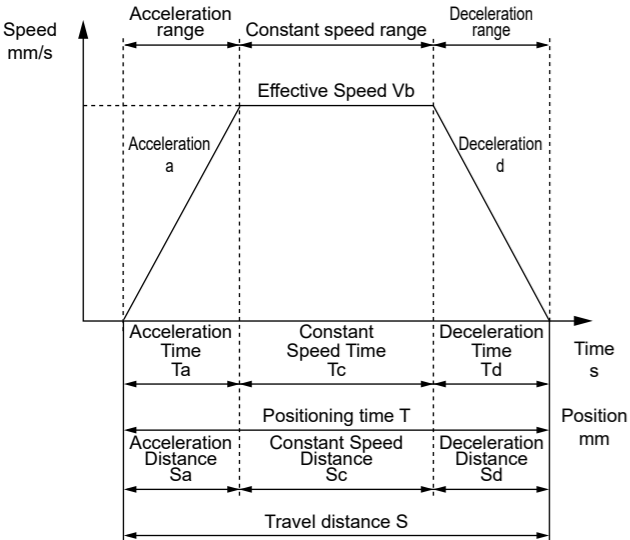 Speed
mm/s
Acceleration
range
Constant speed range
Deceleration
range
Effective Speed Vb
Acceleration
a
Deceleration
d
Acceleration
Time
Ta
Constant
Speed Time
Tc
Deceleration
Time
Td
Time
s
Positioning time T
Position
mm
Acceleration
Distance
Sa
Constant Speed
Distance
Sc
Deceleration
Distance
Sd
Travel distance S